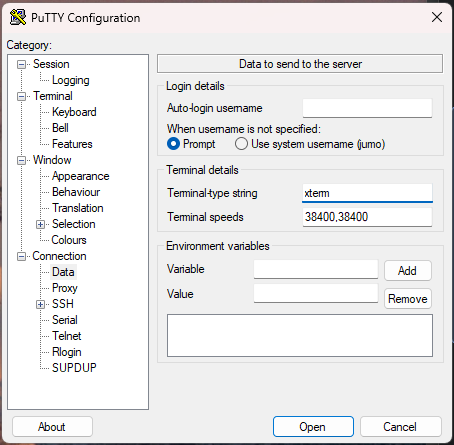 PuTTY Configuration
Category:
Session
Logging
Terminal
Keyboard
Bell
Features
Window
Appearance
Behaviour
Translation
Selection
Colours
Connection
Data
Proxy
SSH
Serial
Telnet
Rlogin
SUPDUP
Data to send to the server
Login details
Auto-login username
When username is not specified:
Prompt Use system username (jumo)
Terminal details
Terminal-type string xterm
Terminal speeds 38400,38400
Environment variables
Variable Add
Value Remove
About Open Cancel